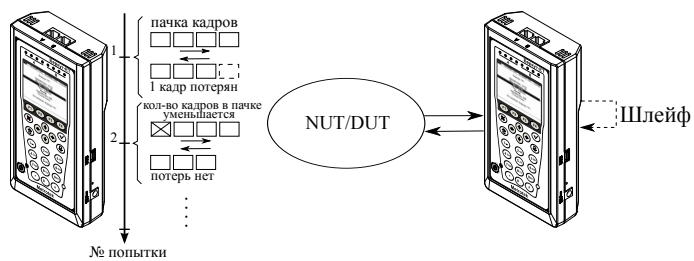 пачка кадров
1
1 кадр потерян
кол-во кадров в пачке
уменьшается
2
потерь нет
№ попытки
NUT/DUT
Шлейф